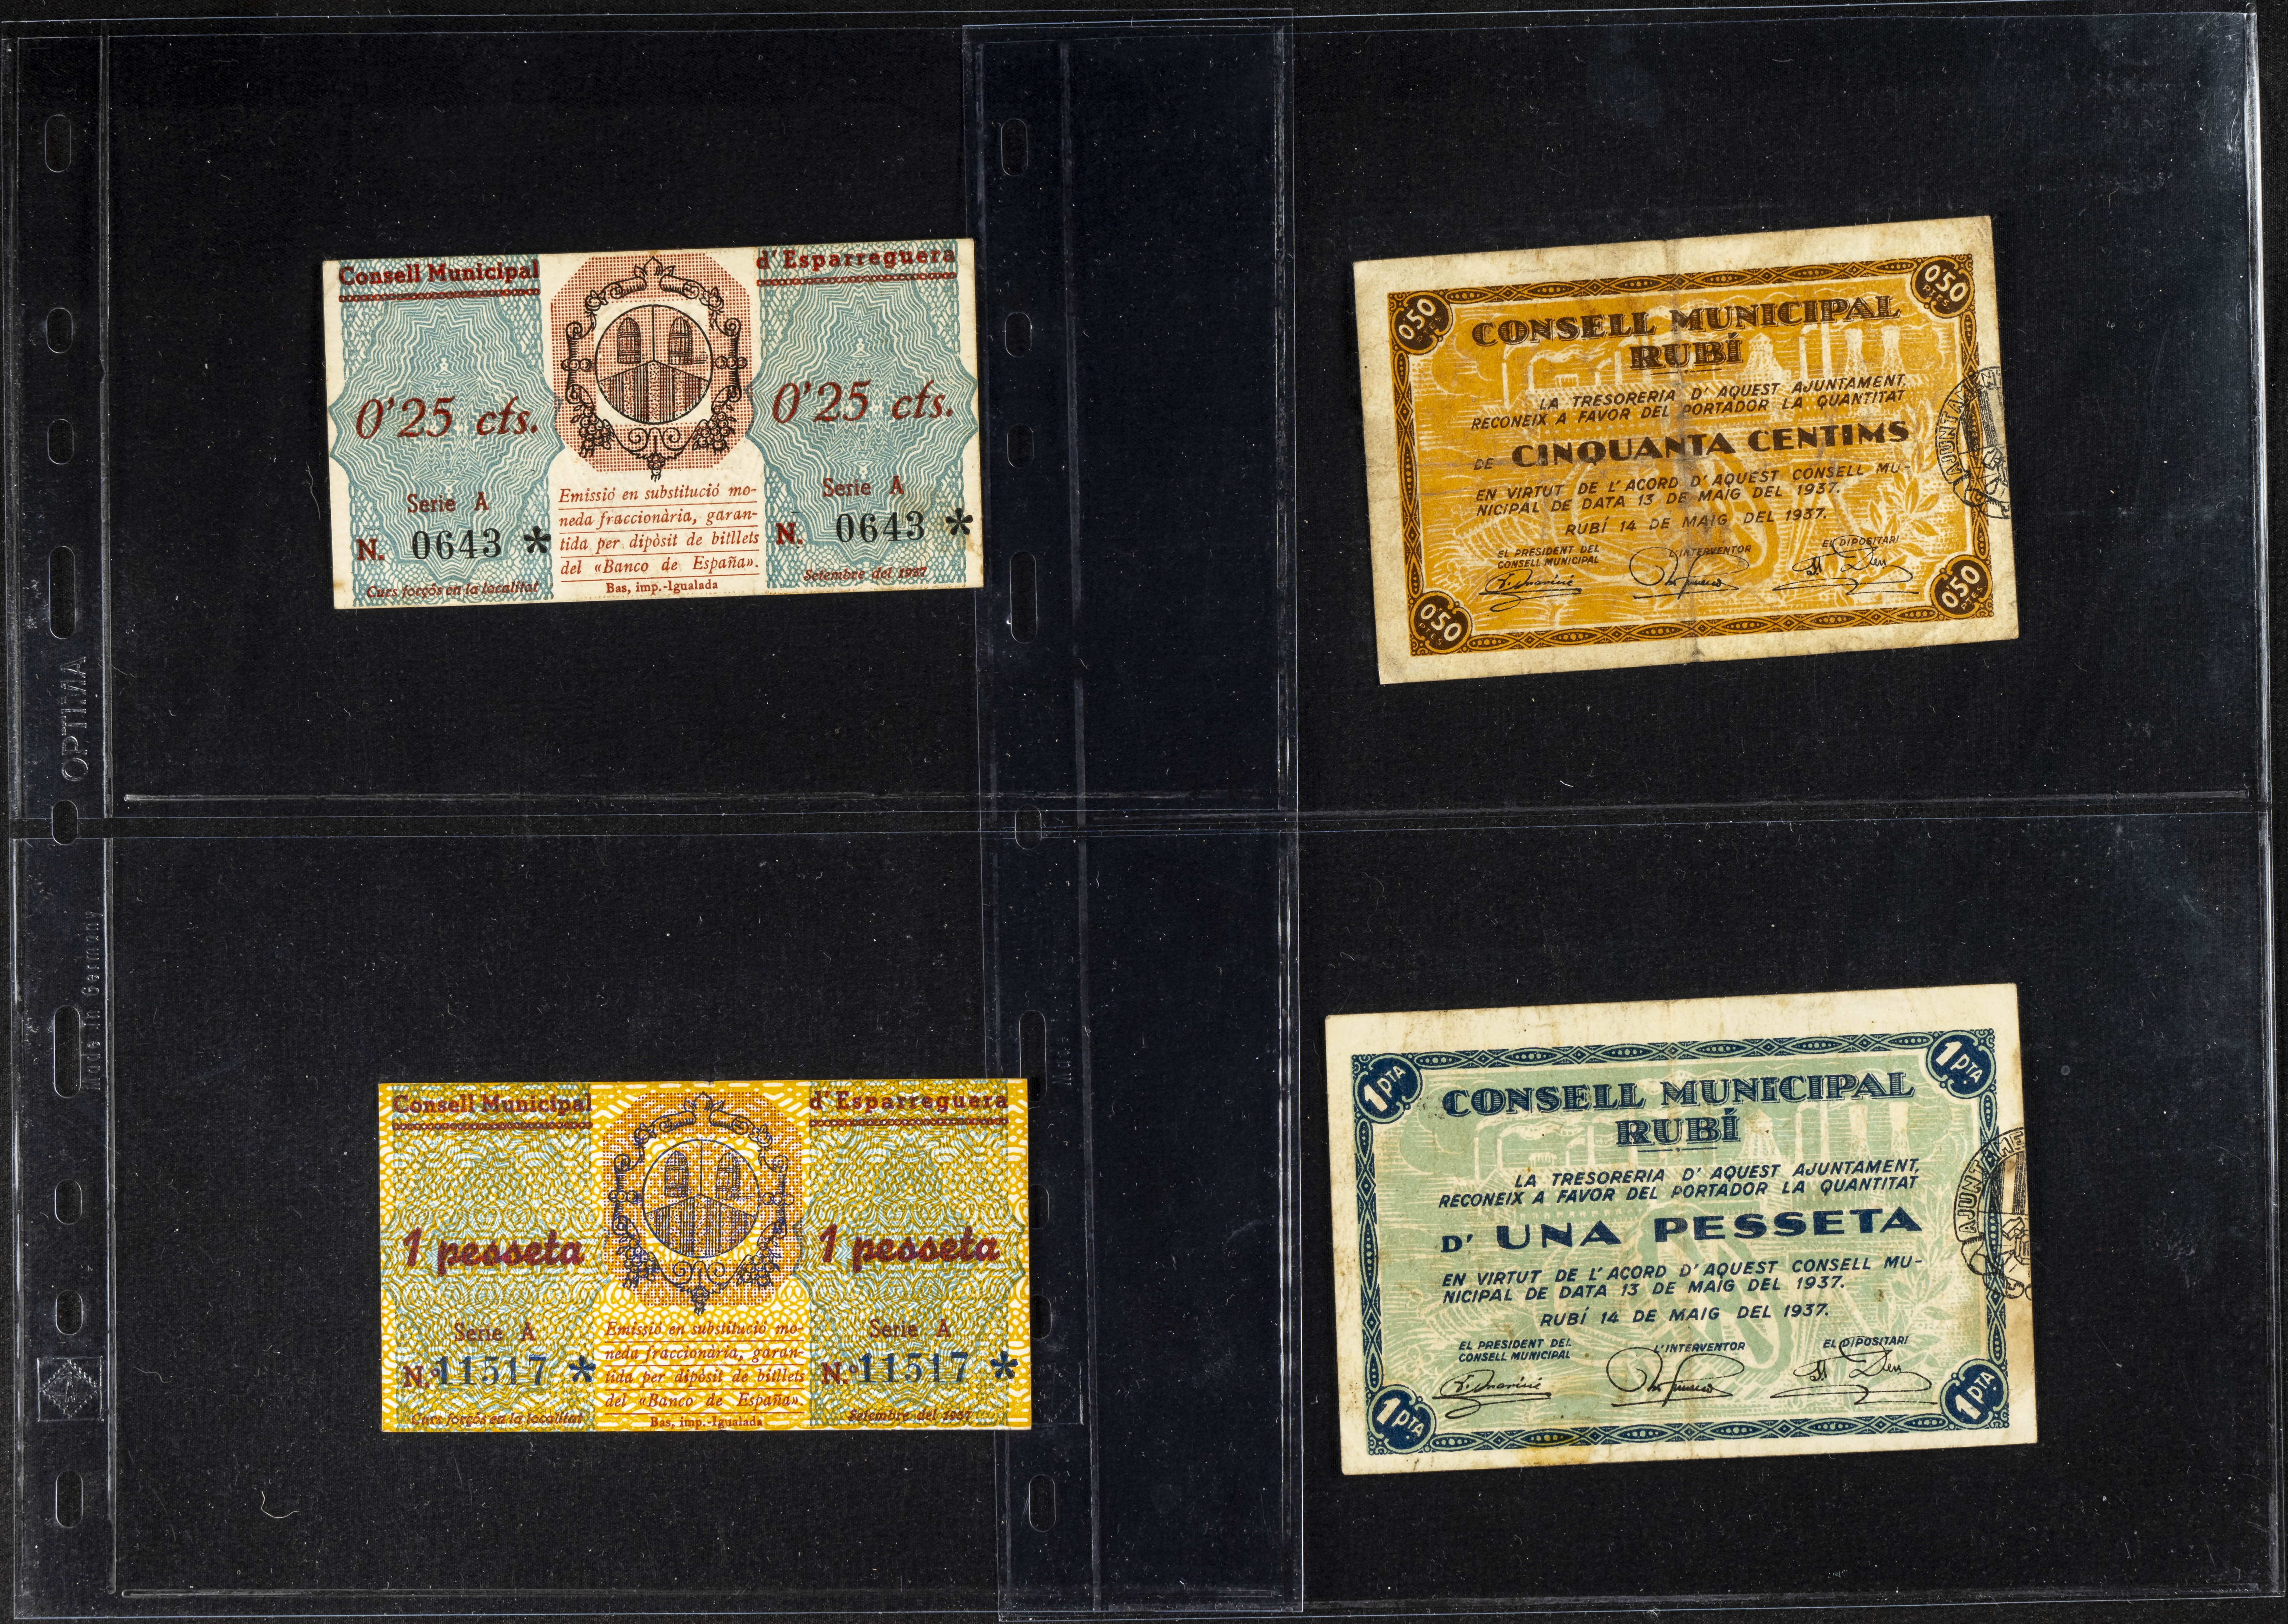 Consell Municipal
d'Esparreguera
0'25 cts.
0'25 cts.
Serie A
Serie A
N. 0643 *
N. 0643 *
Curs forçós en la localitat
Setembre del 1937
Emissió en substitució mo-
neda fraccionària, garan-
tida per dipòsit de bitllets
del «Banco de España».
Bas, imp.-Igualada
0'50
PTES
0'50
PTES
CONSELL MUNICIPAL
RUBÍ
LA TRESORERIA D' AQUEST AJUNTAMENT,
RECONEIX A FAVOR DEL PORTADOR LA QUANTITAT
DE CINQUANTA CENTIMS
EN VIRTUT DE L'ACORD D'AQUEST CONSELL MU-
NICIPAL DE DATA 13 DE MAIG DEL 1937.
RUBÍ 14 DE MAIG DEL 1937.
EL PRESIDENT DEL
CONSELL MUNICIPAL
L'INTERVENTOR
EL DIPOSITARI
0'50
PTES
0'50
PTES
AJUNTAM
OPTIMA
Made in Germany
Consell Municipal
d'Esparreguera
1 pesseta
1 pesseta
Serie A
Serie A
N.º 11517 *
N.º 11517 *
Curs forçós en la localitat
Setembre del 1937
Emissió en substitució mo-
neda fraccionària, garan-
tida per dipòsit de bitllets
del «Banco de España».
Bas, imp.-Igualada
1 PTA
1 PTA
CONSELL MUNICIPAL
RUBÍ
LA TRESORERIA D' AQUEST AJUNTAMENT,
RECONEIX A FAVOR DEL PORTADOR LA QUANTITAT
D' UNA PESSETA
EN VIRTUT DE L'ACORD D'AQUEST CONSELL MU-
NICIPAL DE DATA 13 DE MAIG DEL 1937.
RUBÍ 14 DE MAIG DEL 1937.
EL PRESIDENT DEL
CONSELL MUNICIPAL
L'INTERVENTOR
EL DIPOSITARI
1 PTA
1 PTA
AJUNTAME